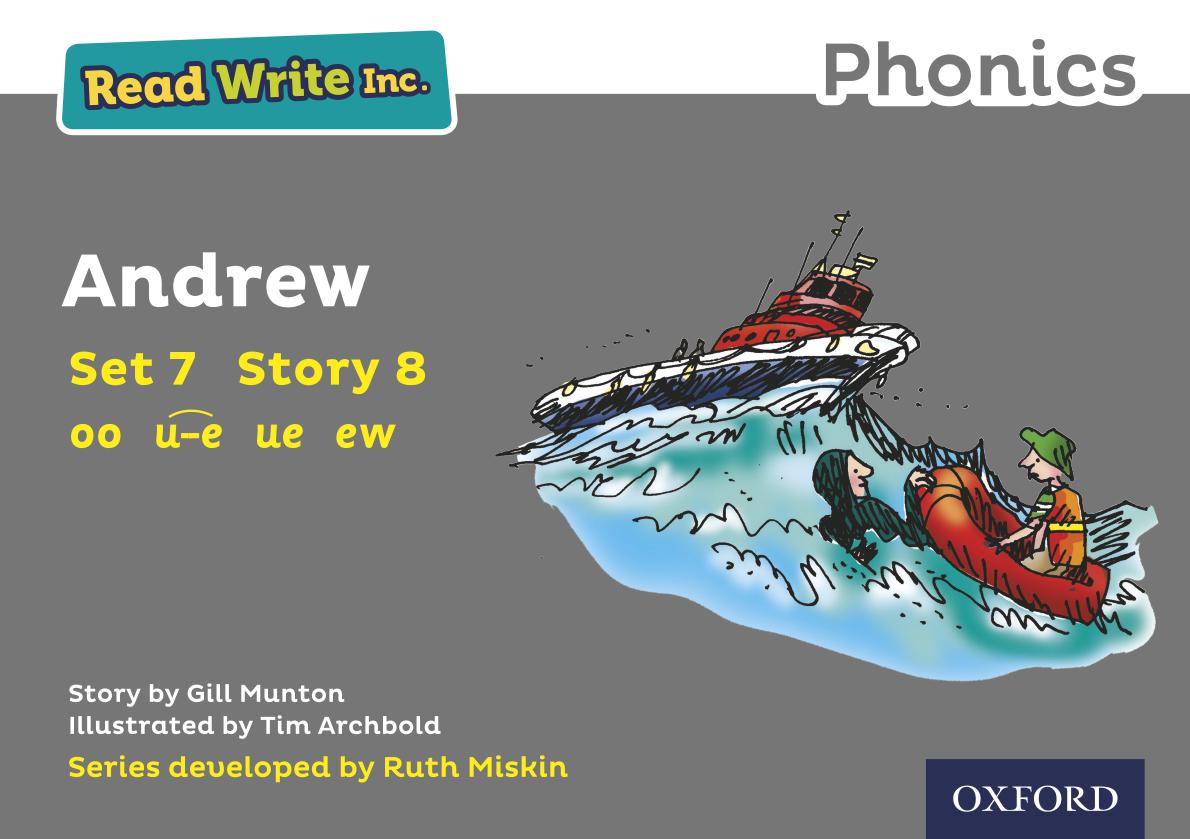 Read Write Inc.
Phonics
Andrew
Set 7 Story 8
oo u-e ue ew
Story by Gill Munton
Illustrated by Tim Archbold
Series developed by Ruth Miskin
OXFORD